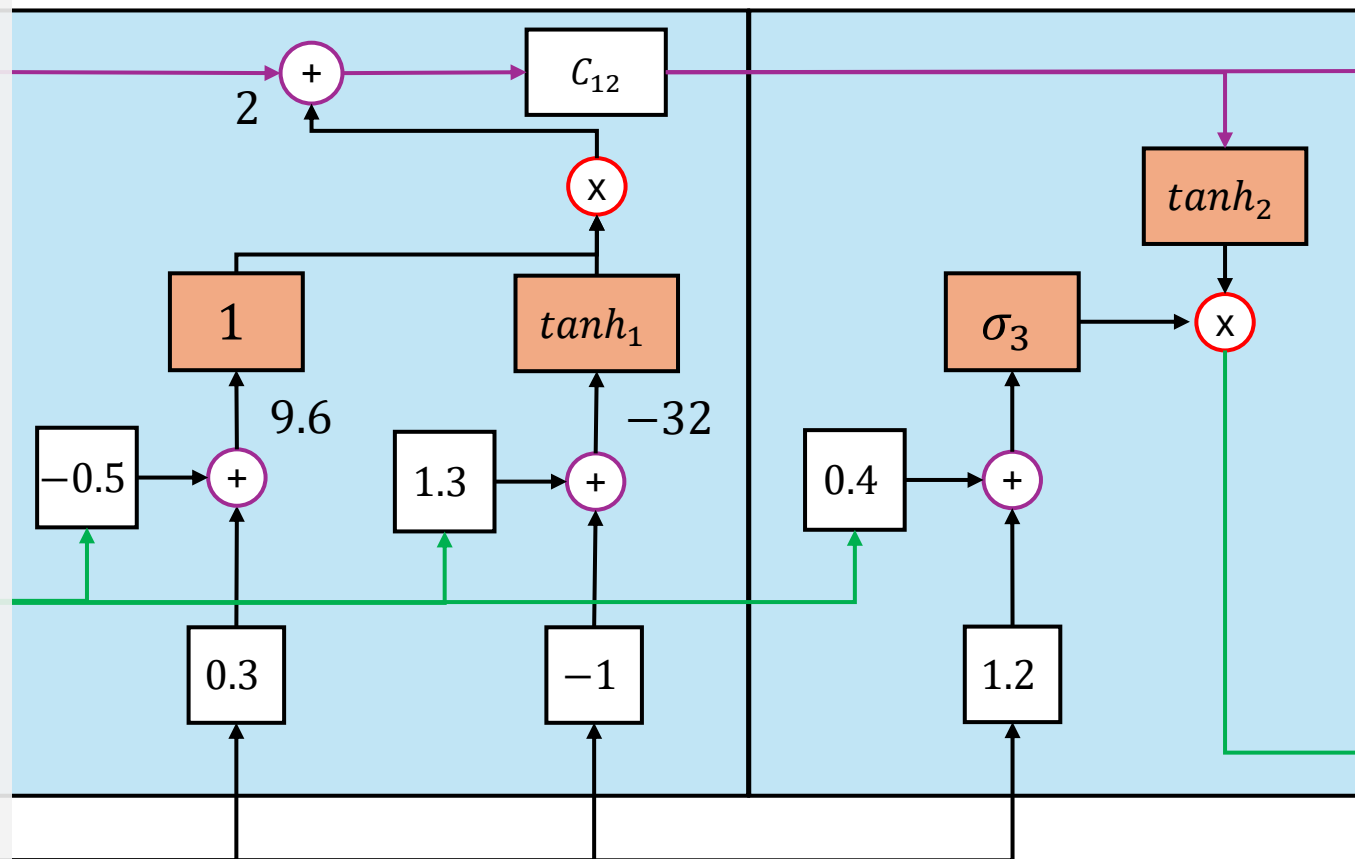 +
C₁₂
2
x
tanh₂
1
tanh₁
σ₃
x
9.6
−32
−0.5
+
1.3
+
0.4
+
0.3
−1
1.2